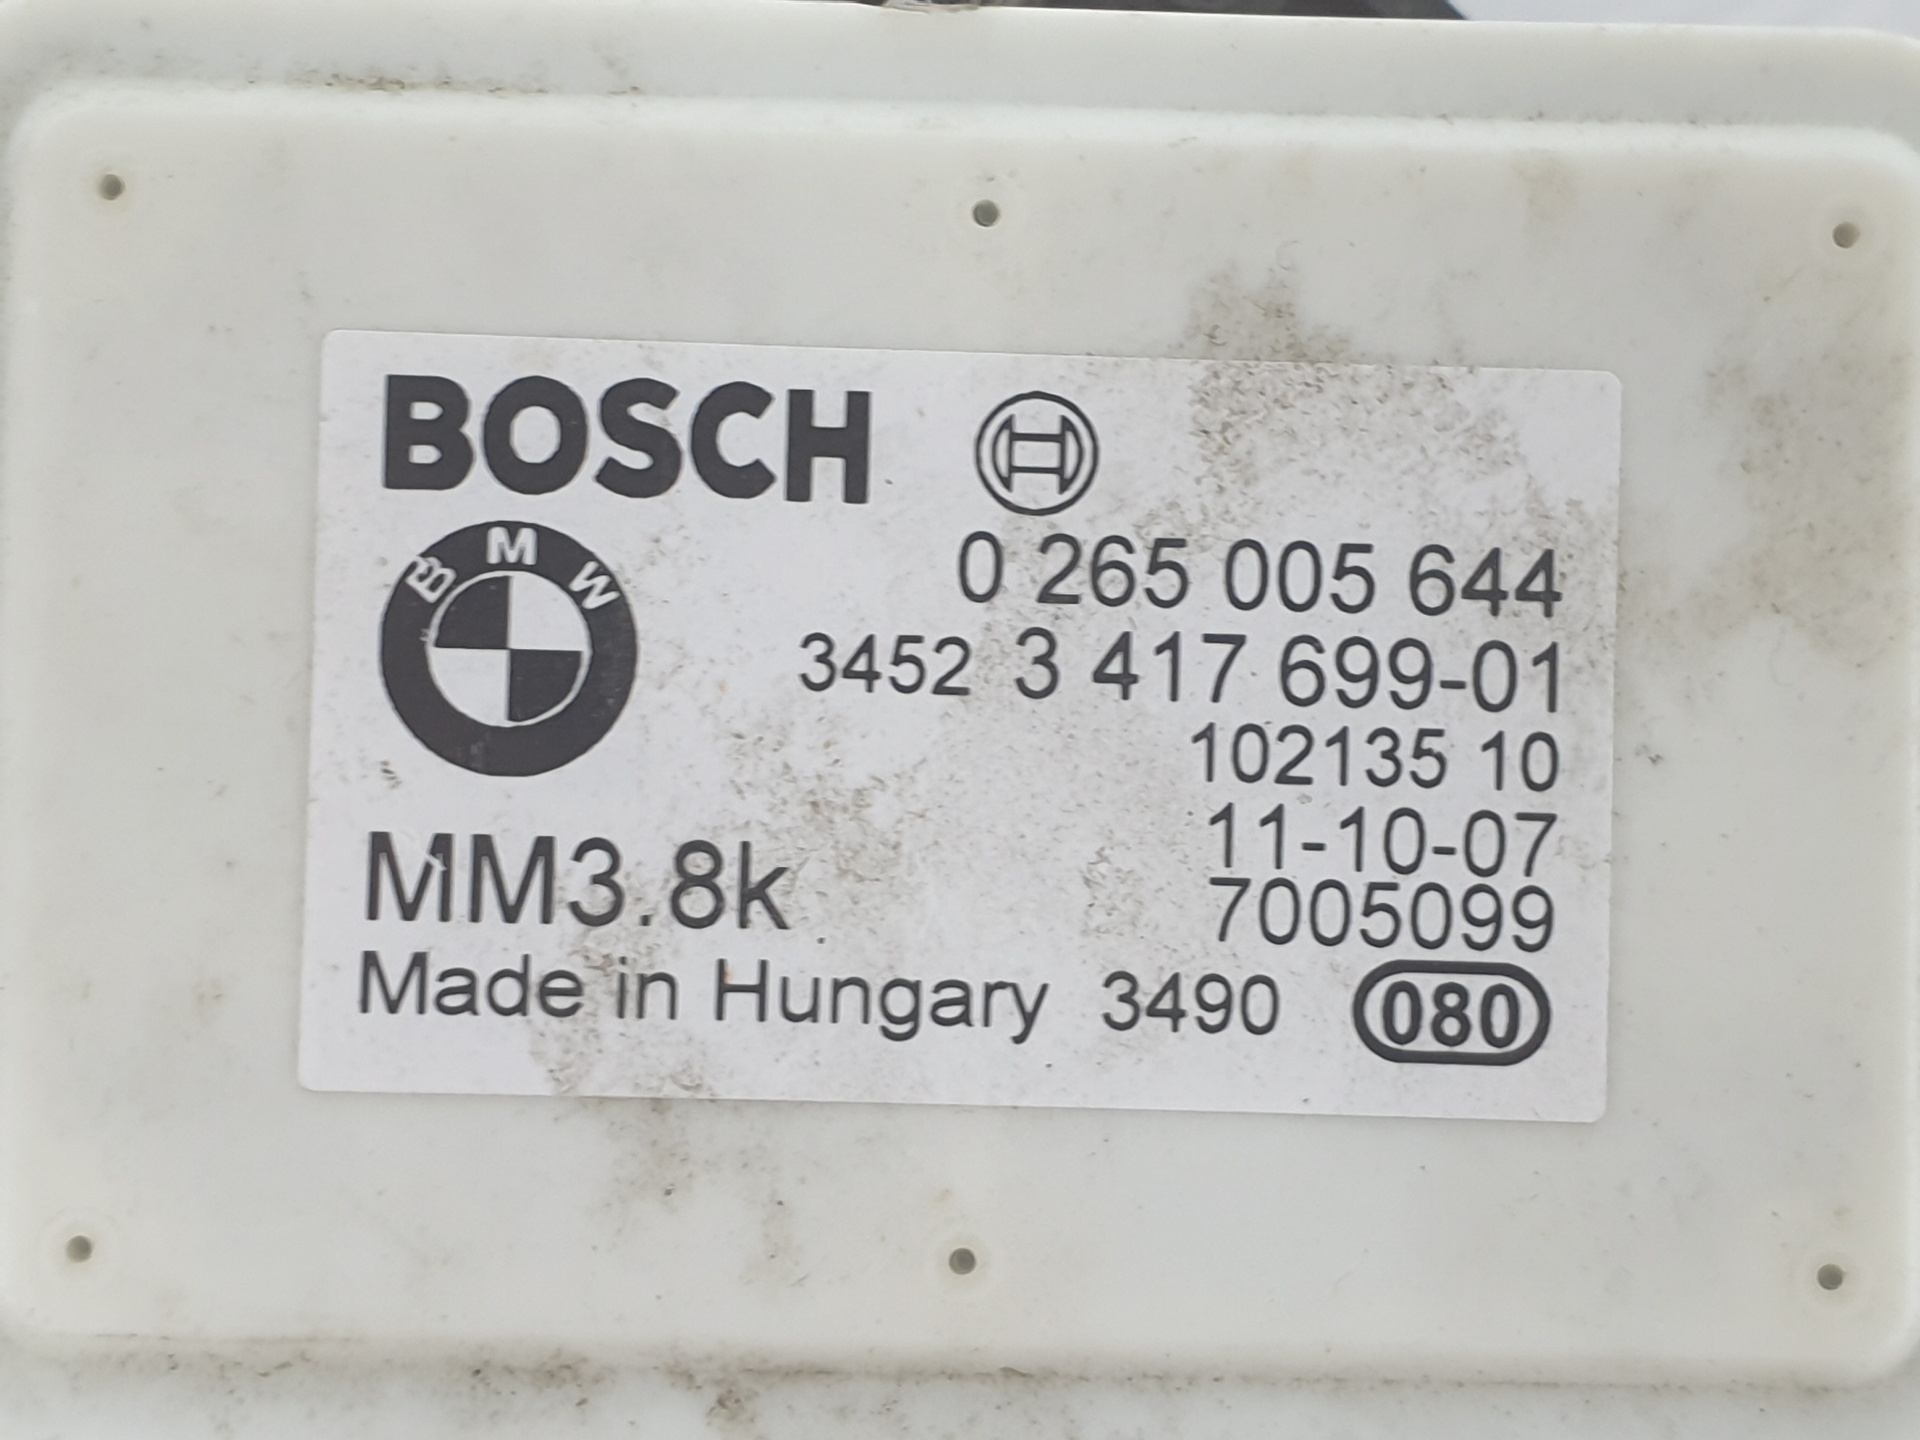 BOSCH
BMW
0 265 005 644
3452 3 417 699-01
102135 10
11-10-07
MM3.8k
7005099
Made in Hungary 3490 080